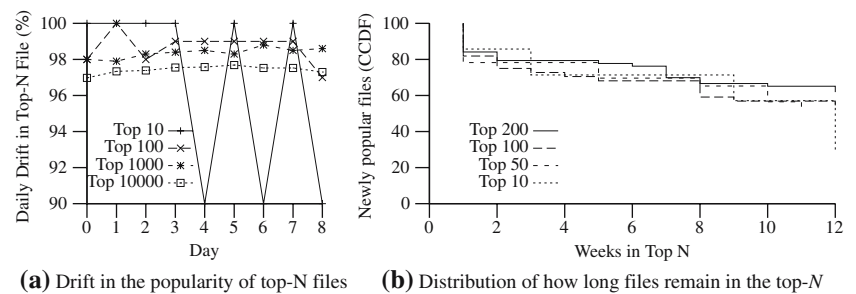 Daily Drift in Top-N File (%)
100
98
96
94
92
90
Top 10
Top 100
Top 1000
Top 10000
0 1 2 3 4 5 6 7 8
Day
(a) Drift in the popularity of top-N files
Newly popular files (CCDF)
100
80
60
40
20
0
Top 200
Top 100
Top 50
Top 10
0 2 4 6 8 10 12
Weeks in Top N
(b) Distribution of how long files remain in the top-N